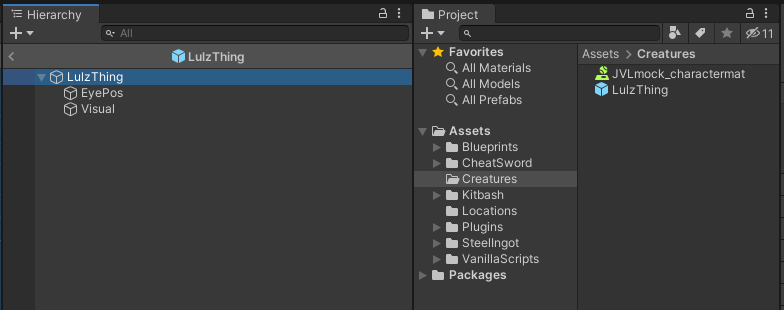 Hierarchy
All
LulzThing
LulzThing
EyePos
Visual
Project
11
Favorites
All Materials
All Models
All Prefabs
Assets
Blueprints
CheatSword
Creatures
Kitbash
Locations
Plugins
SteelIngot
VanillaScripts
Packages
Assets > Creatures
JVLmock_charactermat
LulzThing